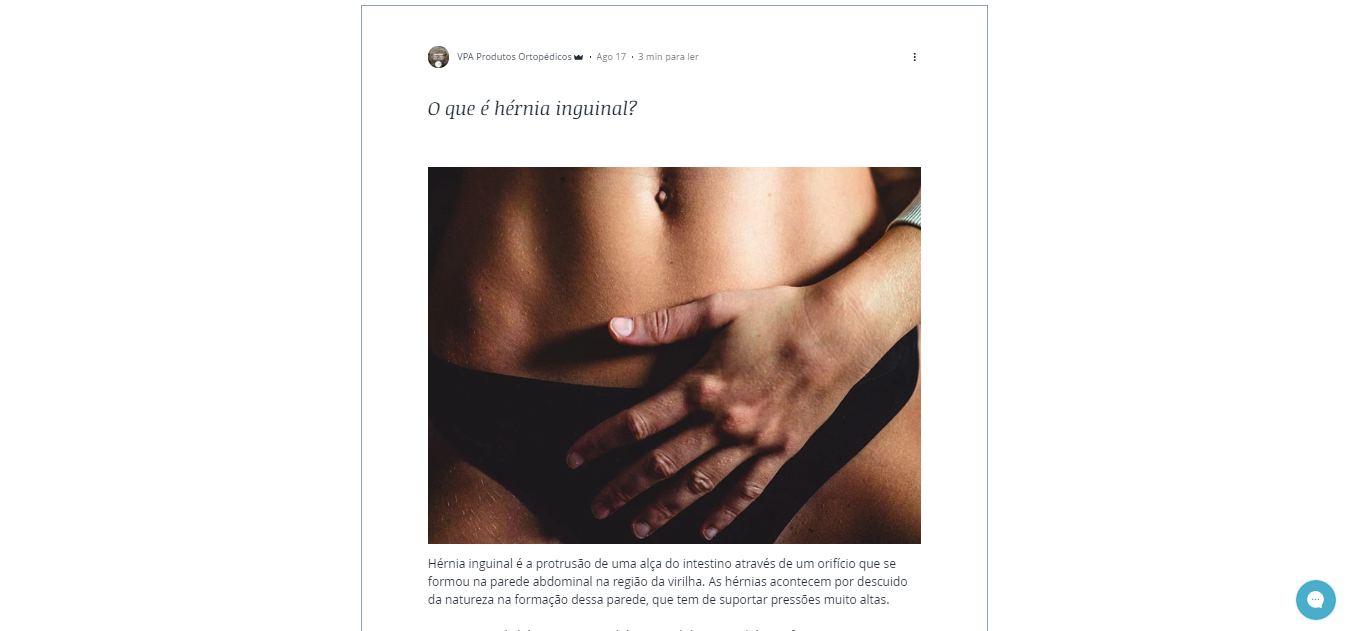 VPA Produtos Ortopédicos · Ago 17 · 3 min para ler
O que é hérnia inguinal?
Hérnia inguinal é a protrusão de uma alça do intestino através de um orifício que se
formou na parede abdominal na região da virilha. As hérnias acontecem por descuido
da natureza na formação dessa parede, que tem de suportar pressões muito altas.